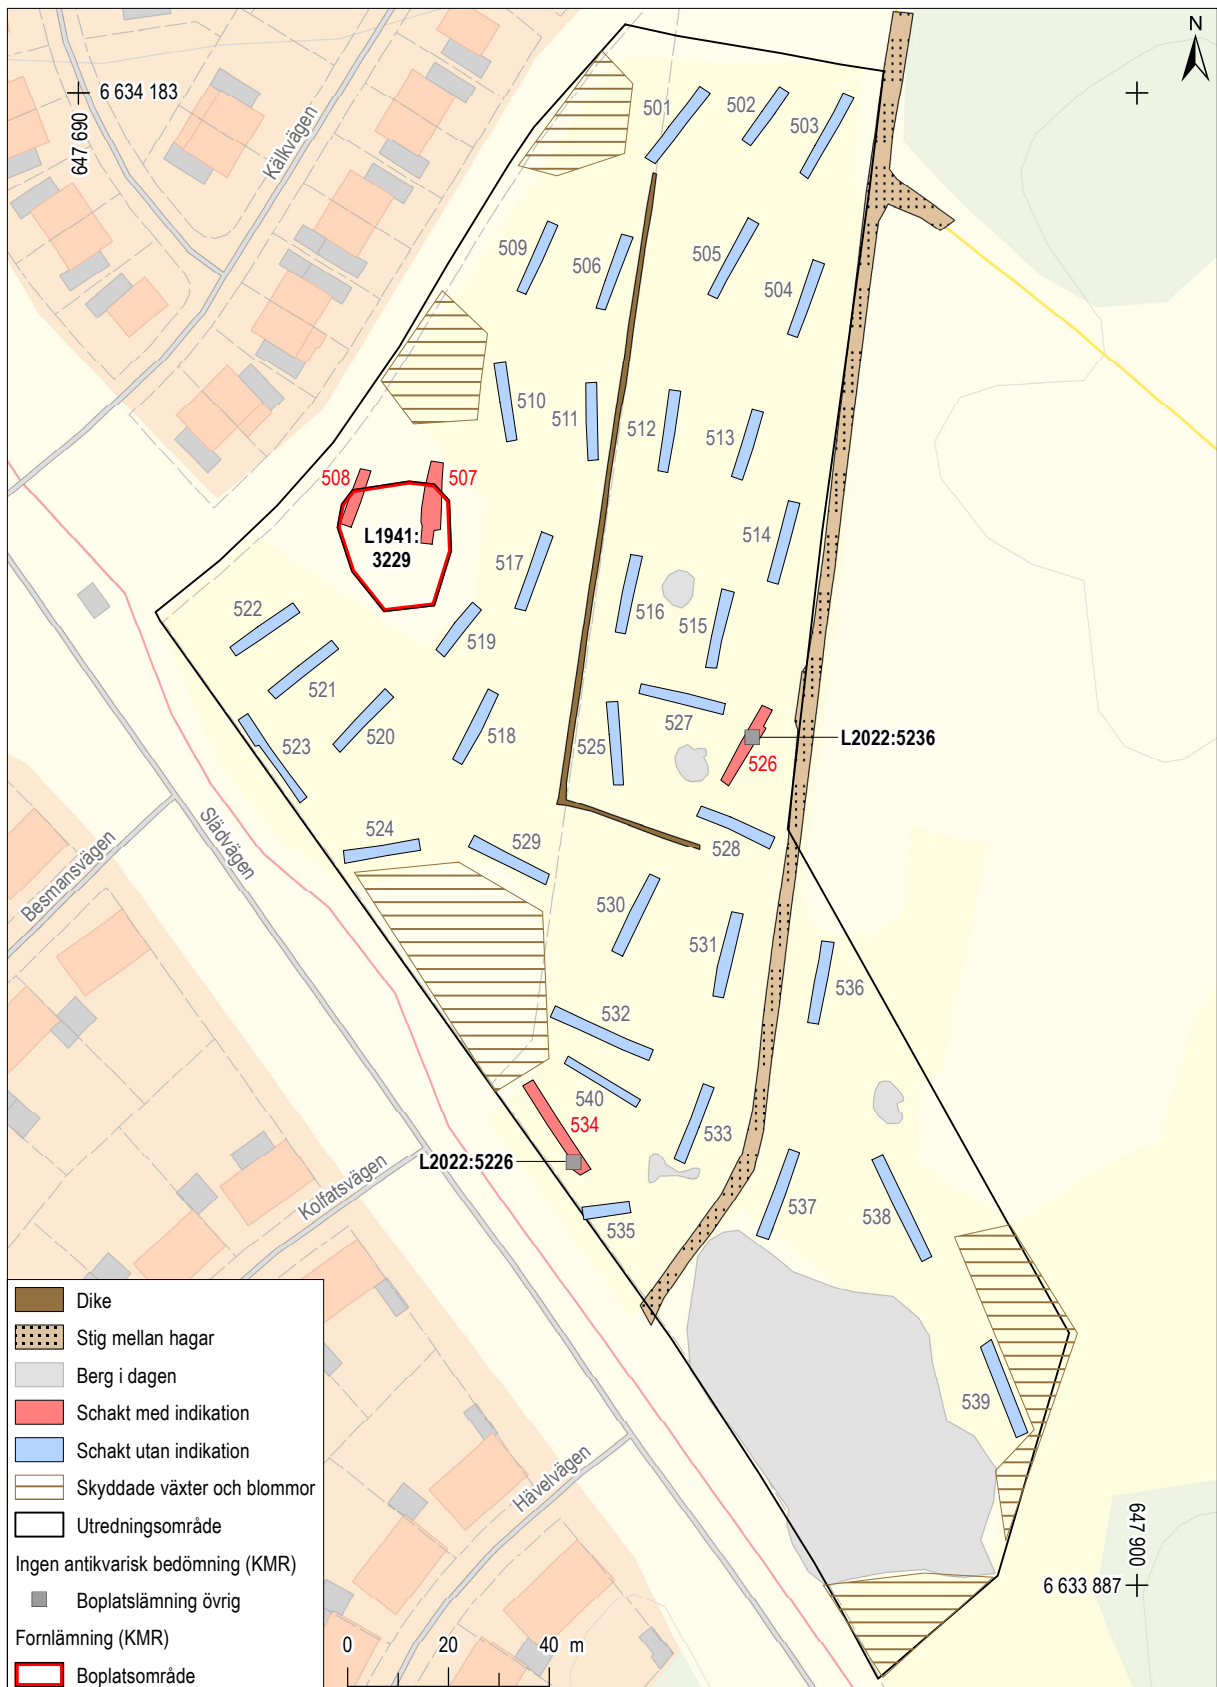 N
6 634 183
647 690
Kälkvägen
501
502
503
509
506
505
504
510
511
512
513
508
507
L1941:
3229
514
517
516
515
522
519
521
527
520
518
525
526
L2022:5236
523
Slädvägen
Besmansvägen
524
529
528
530
531
536
532
540
534
533
L2022:5226
Kolfatsvägen
535
537
538
539
Hävelvägen
647 900
6 633 887
Dike
Stig mellan hagar
Berg i dagen
Schakt med indikation
Schakt utan indikation
Skyddade växter och blommor
Utredningsområde
Ingen antikvarisk bedömning (KMR)
Boplatslämning övrig
Fornlämning (KMR)
Boplatsområde
0 20 40 m